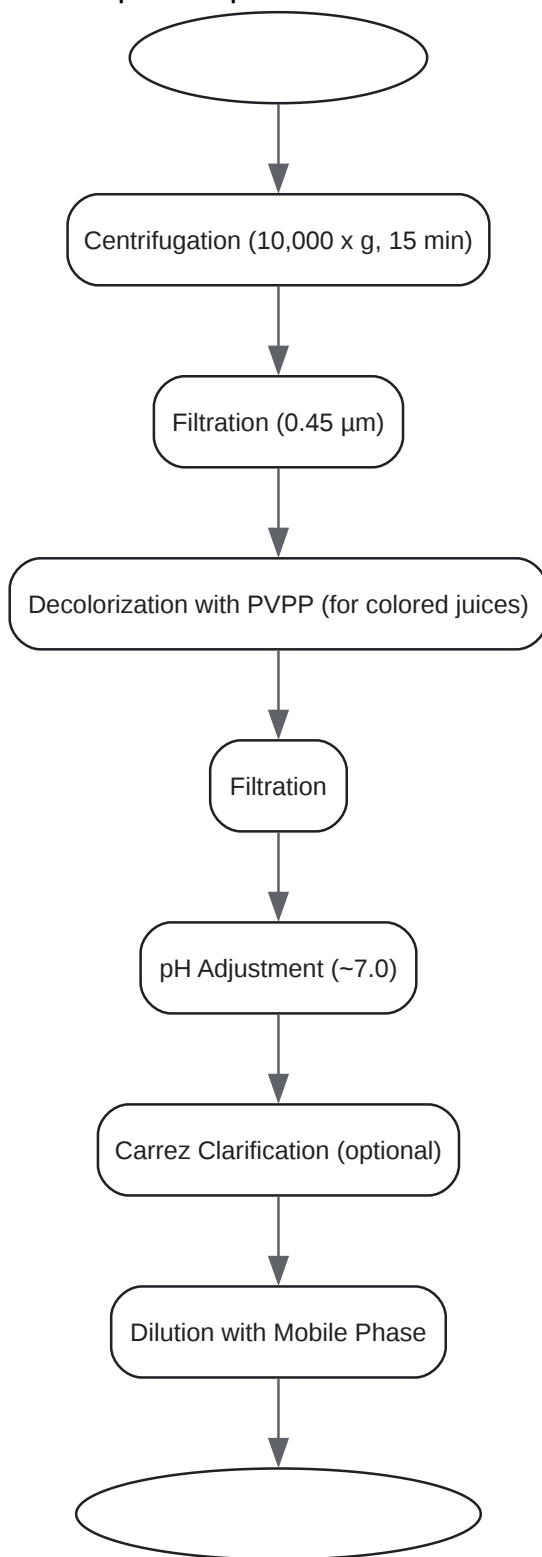 Centrifugation (10,000 x g, 15 min)
Filtration (0.45 µm)
Decolorization with PVPP (for colored juices)
Filtration
pH Adjustment (~7.0)
Carrez Clarification (optional)
Dilution with Mobile Phase